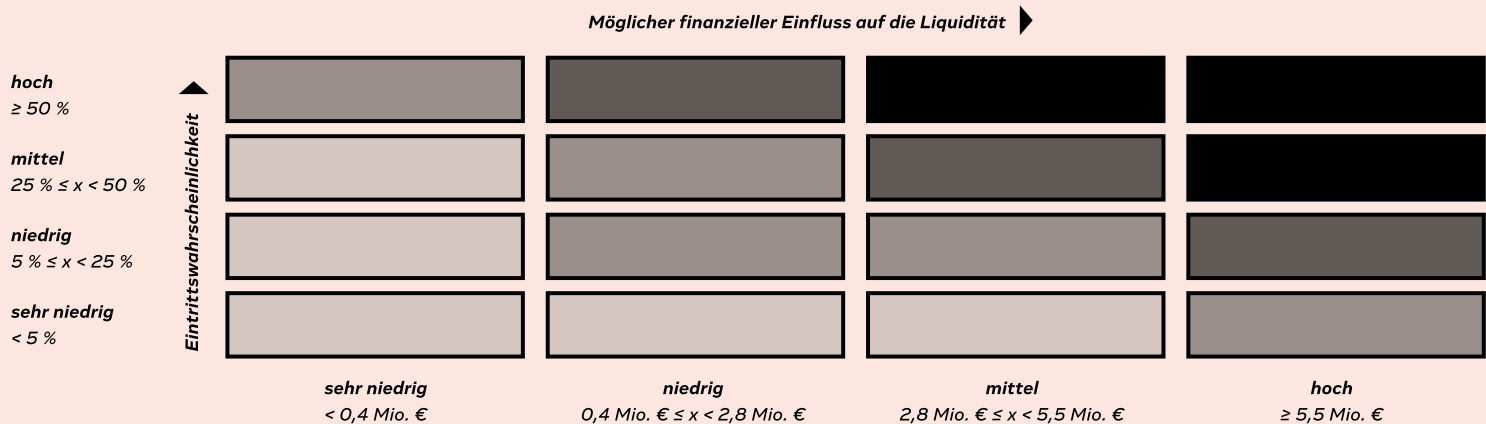 Möglicher finanzieller Einfluss auf die Liquidität
Eintrittswahrscheinlichkeit
hoch
≥ 50 %
mittel
25 % ≤ x < 50 %
niedrig
5 % ≤ x < 25 %
sehr niedrig
< 5 %
sehr niedrig
< 0,4 Mio. €
niedrig
0,4 Mio. € ≤ x < 2,8 Mio. €
mittel
2,8 Mio. € ≤ x < 5,5 Mio. €
hoch
≥ 5,5 Mio. €